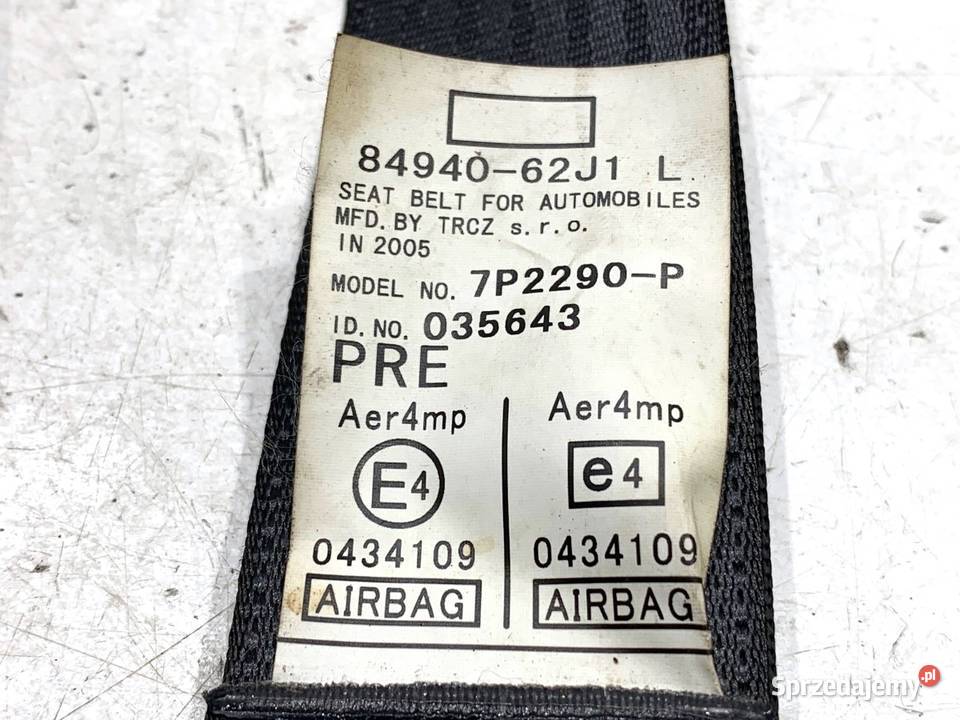 84940-62J1 L
SEAT BELT FOR AUTOMOBILES
MFD. BY TRCZ s.r.o.
IN 2005
MODEL NO. 7P2290-P
ID. NO. 035643
PRE
Aer4mp Aer4mp
E4 e4
0434109 0434109
AIRBAG AIRBAG
Sprzedajemy.pl